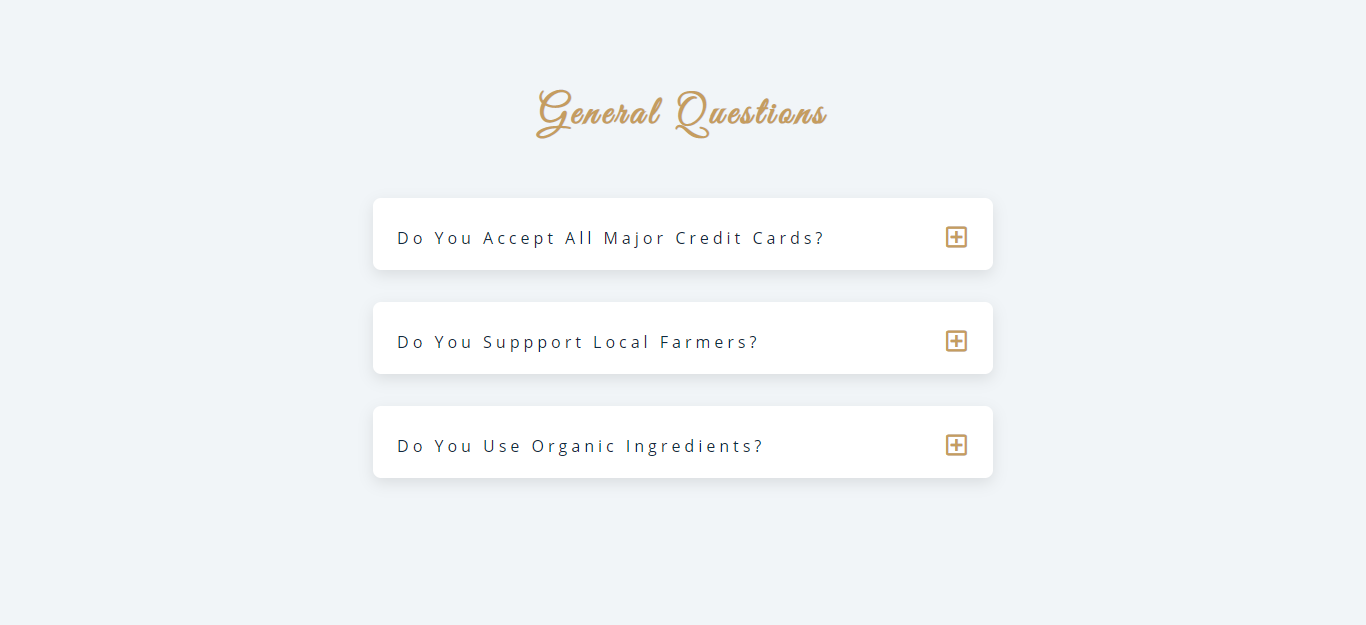 General Questions
Do You Accept All Major Credit Cards?
Do You Suppport Local Farmers?
Do You Use Organic Ingredients?